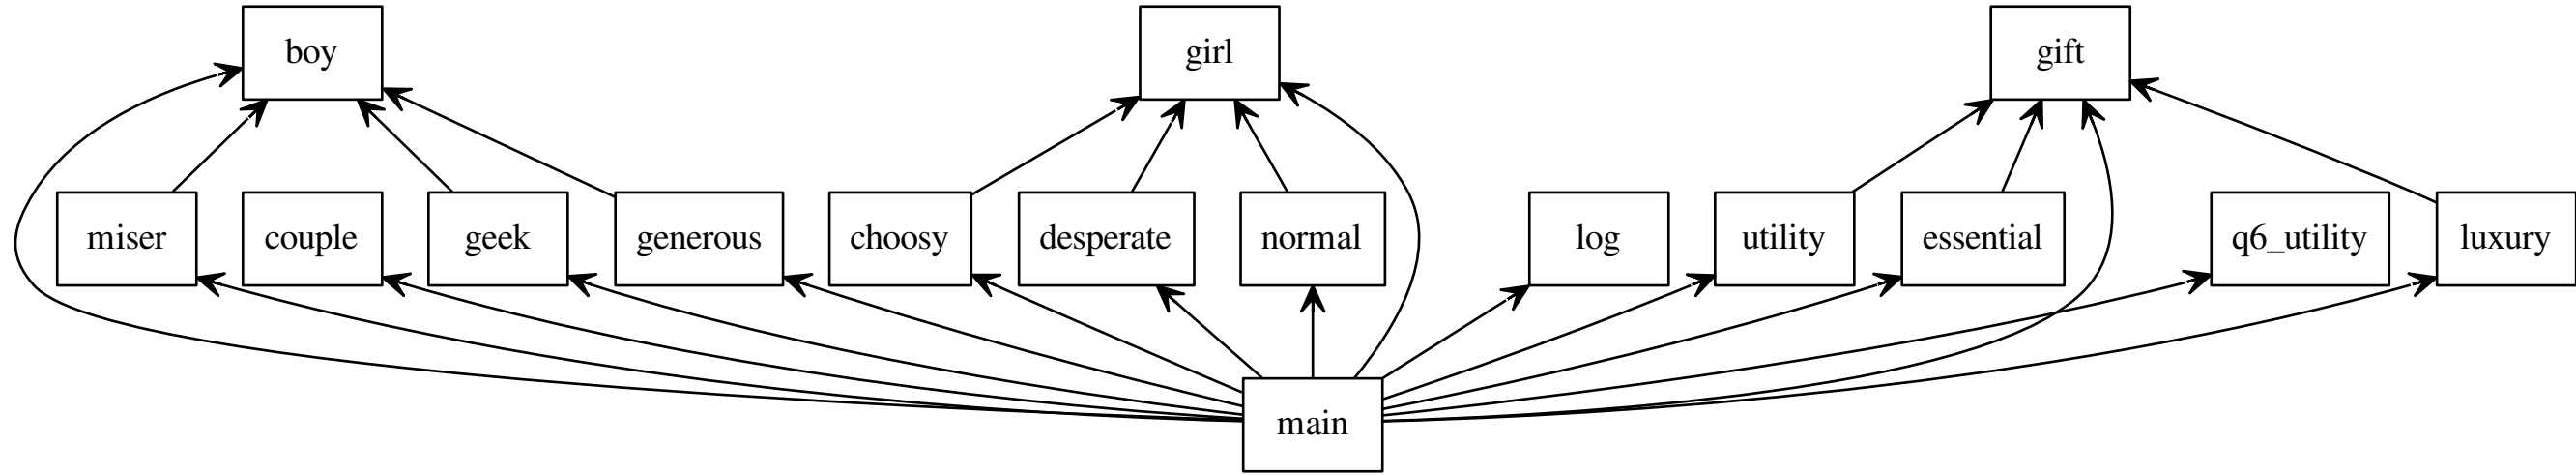 boy
girl
gift
miser
couple
geek
generous
choosy
desperate
normal
log
utility
essential
q6_utility
luxury
main